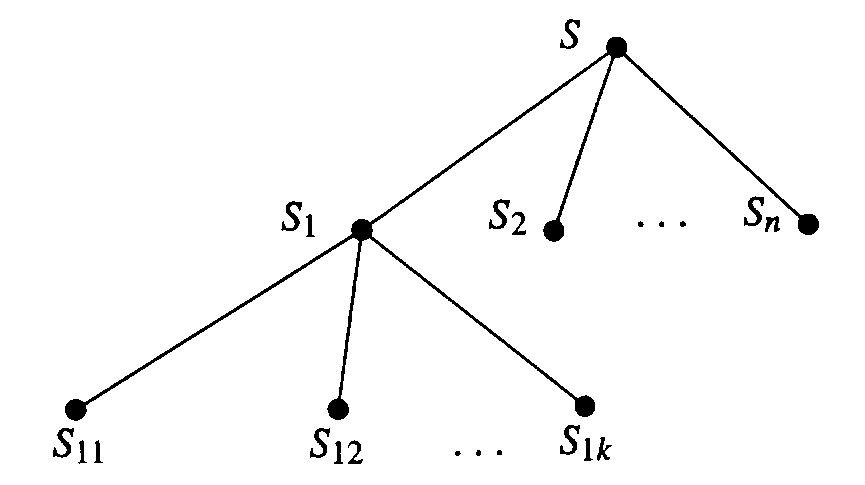 S
S₁ S₂ ... Sₙ
S₁₁ S₁₂ ... S₁ₖ